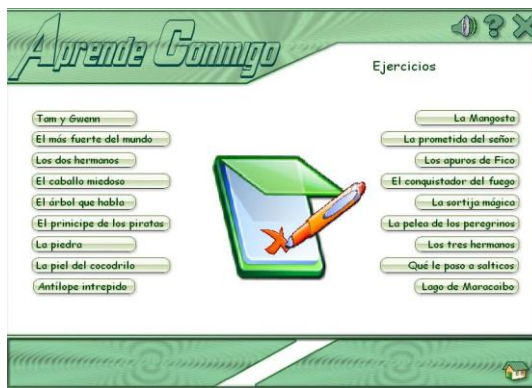 Aprende Conmigo
Ejercicios
Tam y Gwenn
El más fuerte del mundo
Los dos hermanos
El caballo miedoso
El árbol que habla
El prinicipe de los piratas
La piedra
La piel del cocodrilo
Antílope intrepido
La Mangosta
La prometida del señor
Los apuros de Fico
El conquistador del fuego
La sortija mágica
La pelea de los peregrinos
Los tres hermanos
Qué le paso a salticos
Lago de Maracaibo